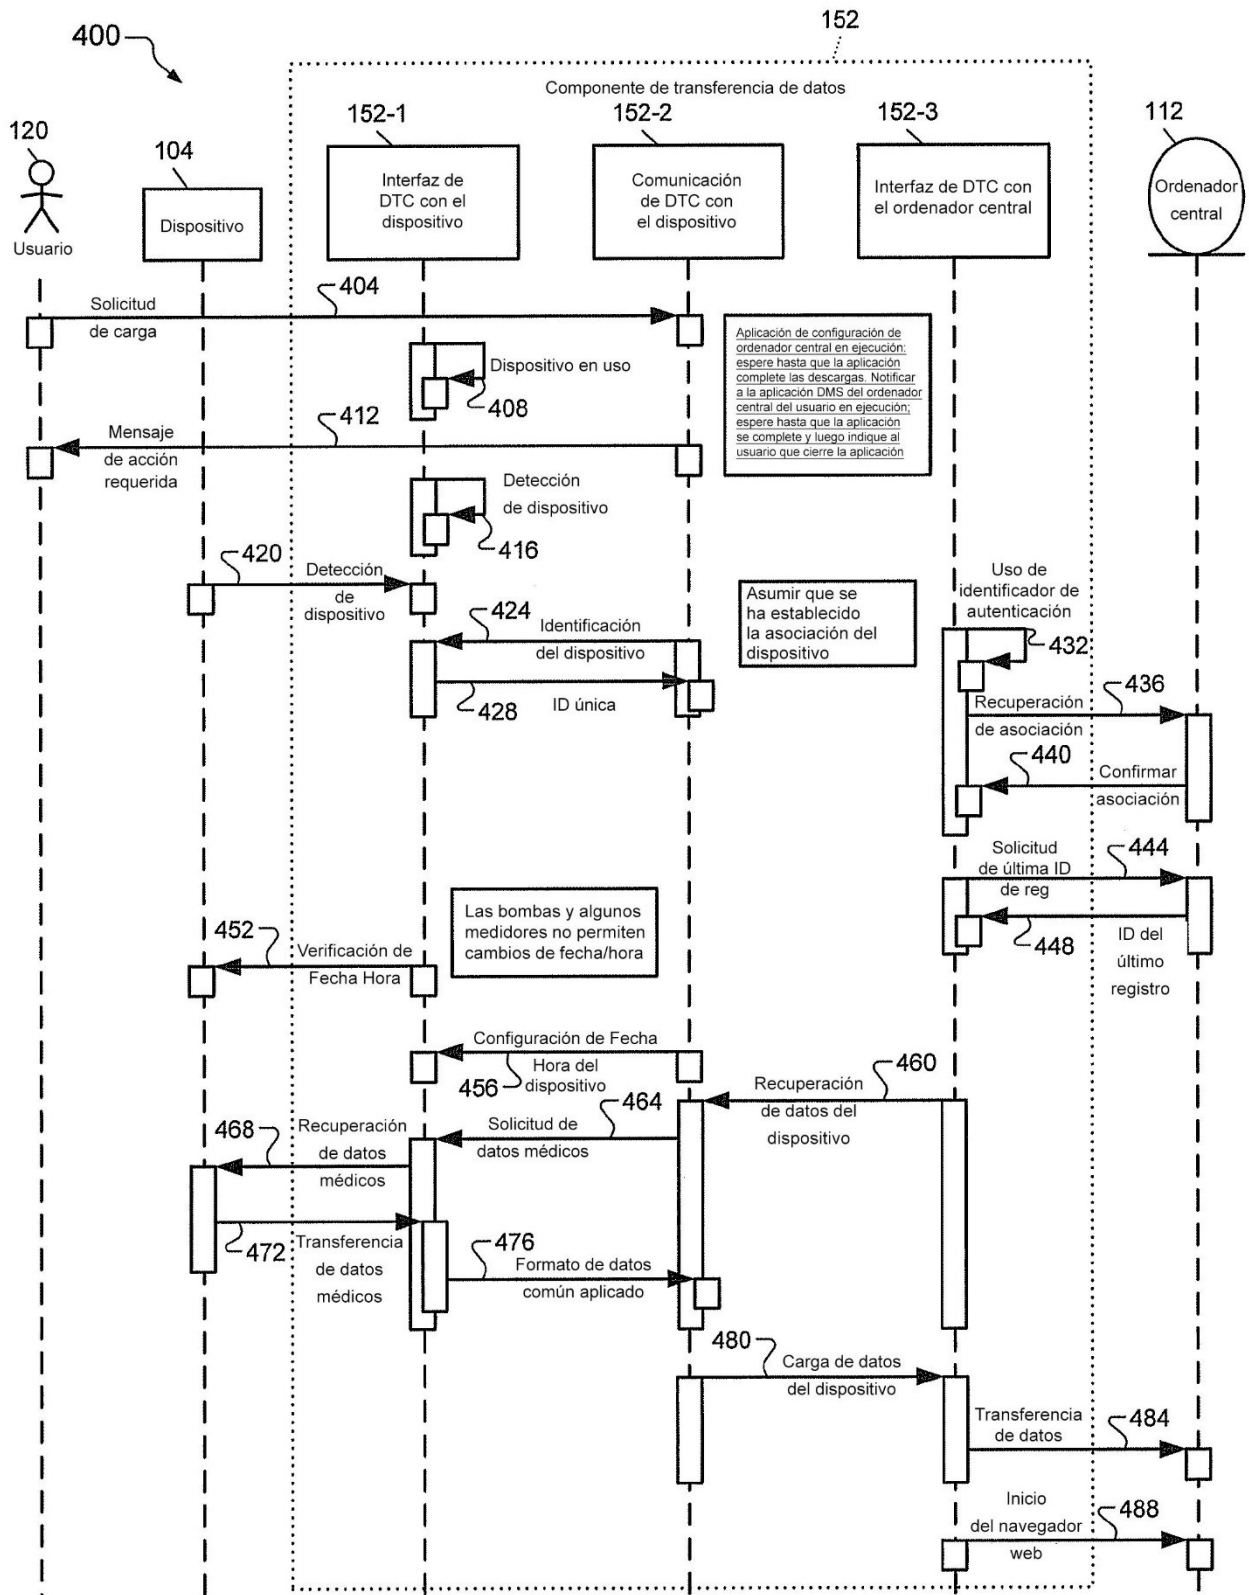 400
152
Componente de transferencia de datos
120
Usuario
104
Dispositivo
152-1
Interfaz de
DTC con el
dispositivo
152-2
Comunicación
de DTC con
el dispositivo
152-3
Interfaz de DTC con
el ordenador central
112
Ordenador
central
Solicitud
de carga
404
Aplicación de configuración de
ordenador central en ejecución;
espere hasta que la aplicación
complete las descargas. Notificar
a la aplicación DMS del ordenador
central del usuario en ejecución;
espere hasta que la aplicación
se complete y luego indique al
usuario que cierre la aplicación
Dispositivo en uso
408
412
Mensaje
de acción
requerida
Detección
de dispositivo
416
420
Detección
de
dispositivo
424
Identificación
del dispositivo
428
ID única
Asumir que se
ha establecido
la asociación del
dispositivo
Uso de
identificador de
autenticación
432
Recuperación
de asociación
436
440
Confirmar
asociación
Solicitud
de última ID
de reg
444
448
ID del
último
registro
Las bombas y algunos
medidores no permiten
cambios de fecha/hora
452
Verificación de
Fecha Hora
Configuración de Fecha
Hora del
dispositivo
456
460
Recuperación
de datos del
dispositivo
464
Solicitud de
datos médicos
468
Recuperación
de datos
médicos
472
Transferencia
de datos
médicos
476
Formato de datos
común aplicado
480
Carga de datos
del dispositivo
Transferencia
de datos
484
Inicio
del navegador
web
488